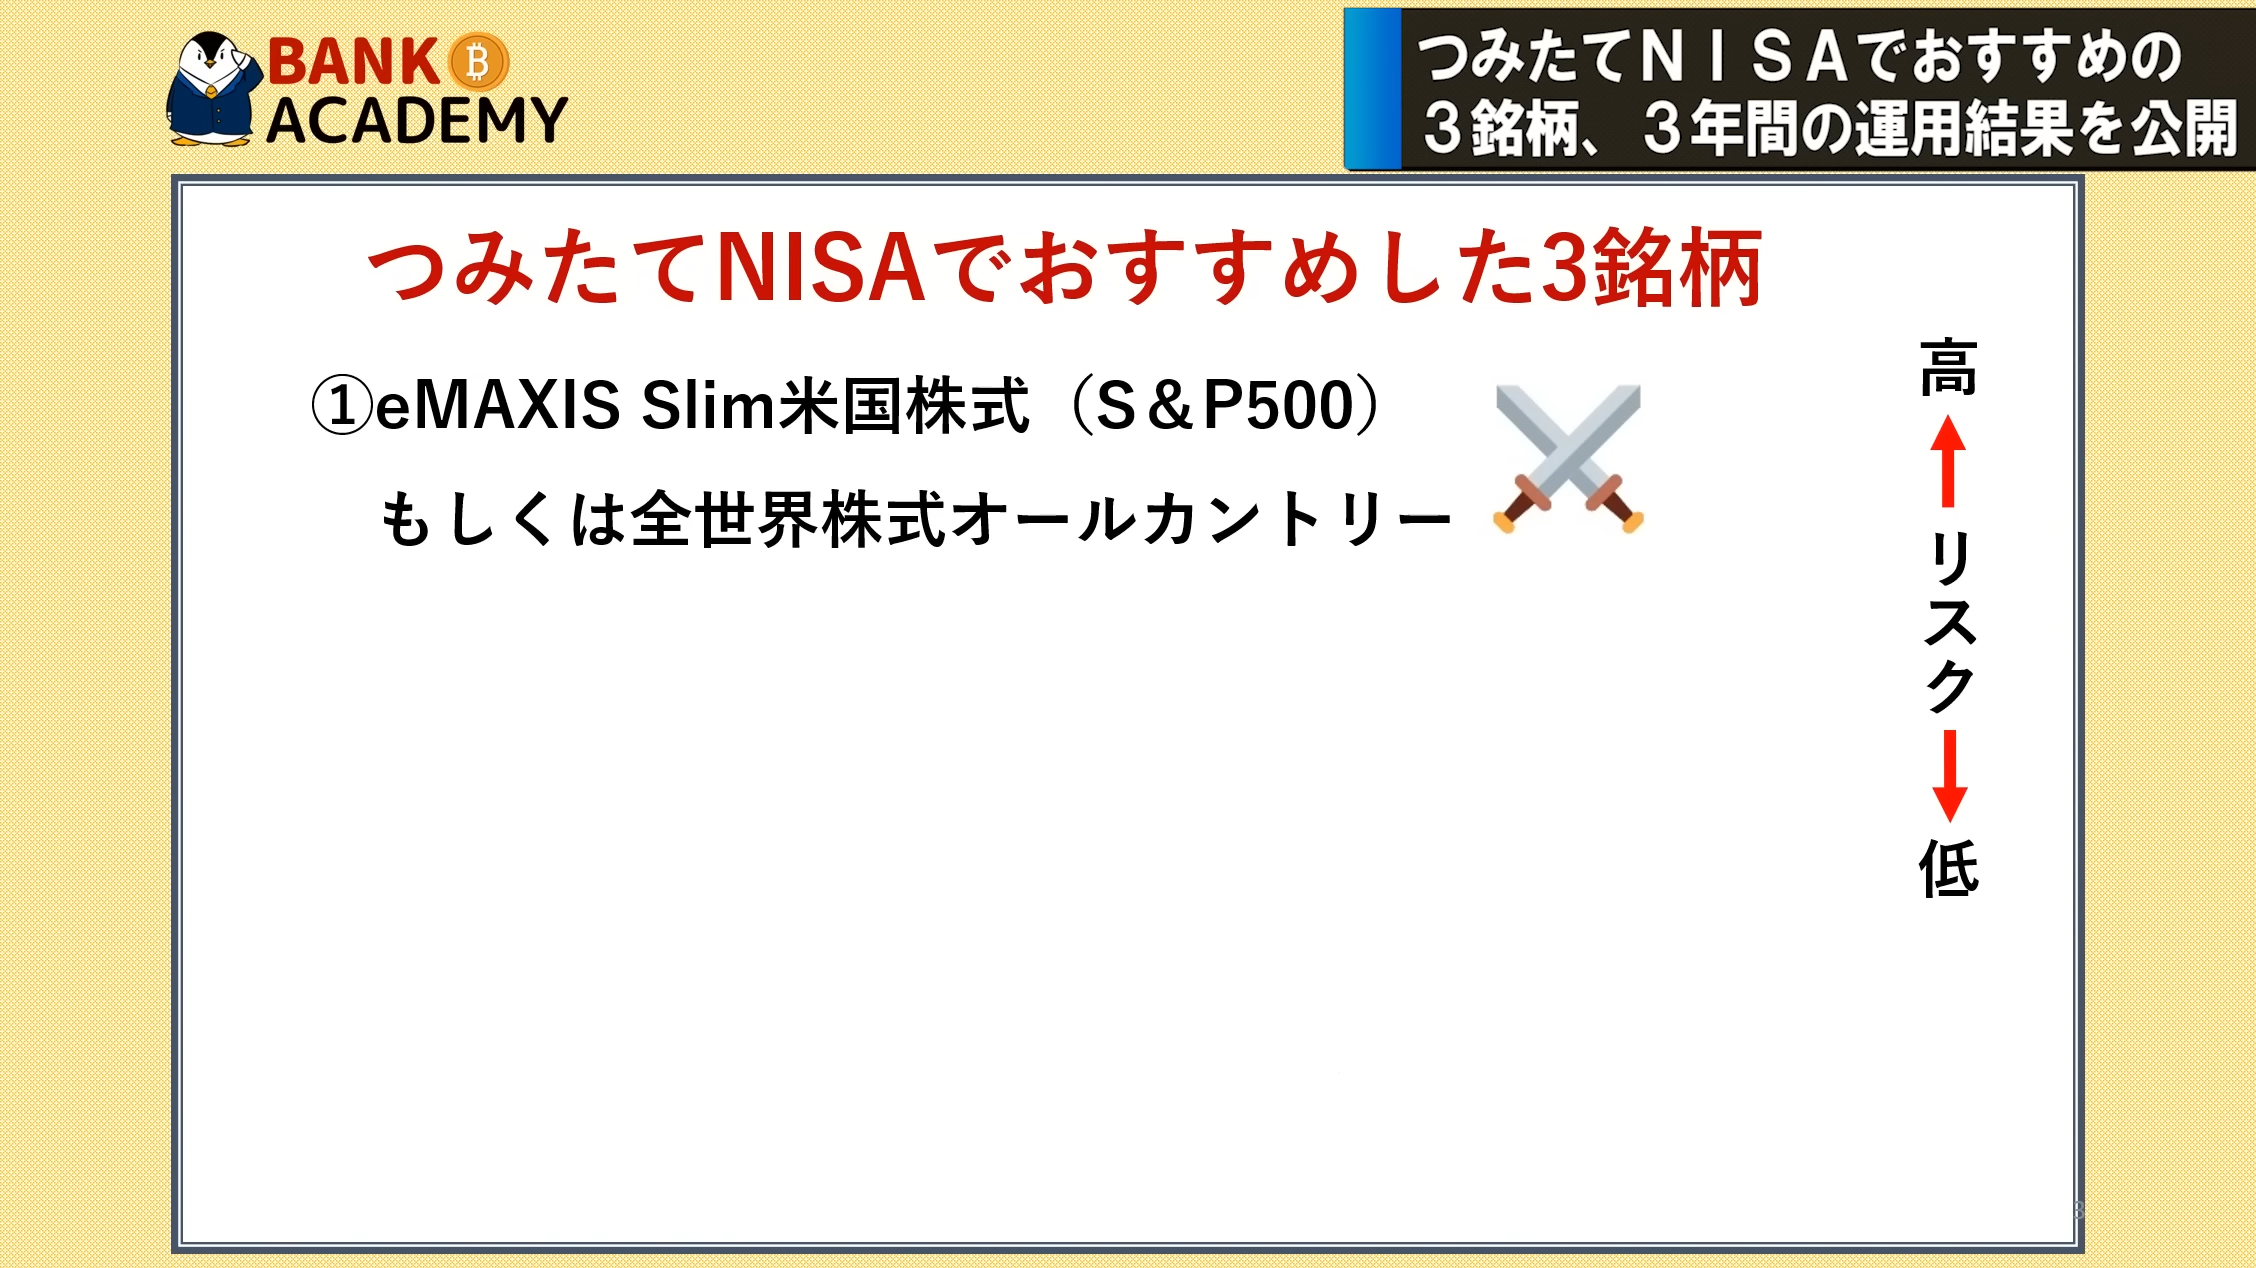 BANK
ACADEMY
つみたてNISAでおすすめの
3銘柄、3年間の運用結果を公開
つみたてNISAでおすすめした3銘柄
①eMAXIS Slim米国株式（S＆P500）
もしくは全世界株式オールカントリー
高
リスク
低
3